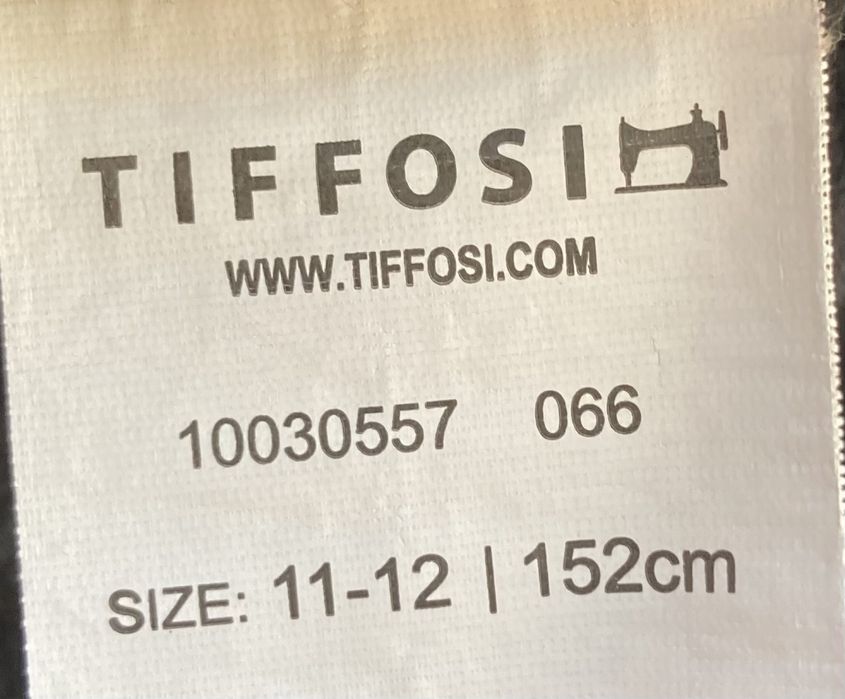 TIFFOSI
WWW.TIFFOSI.COM
10030557 066
SIZE: 11-12 | 152cm